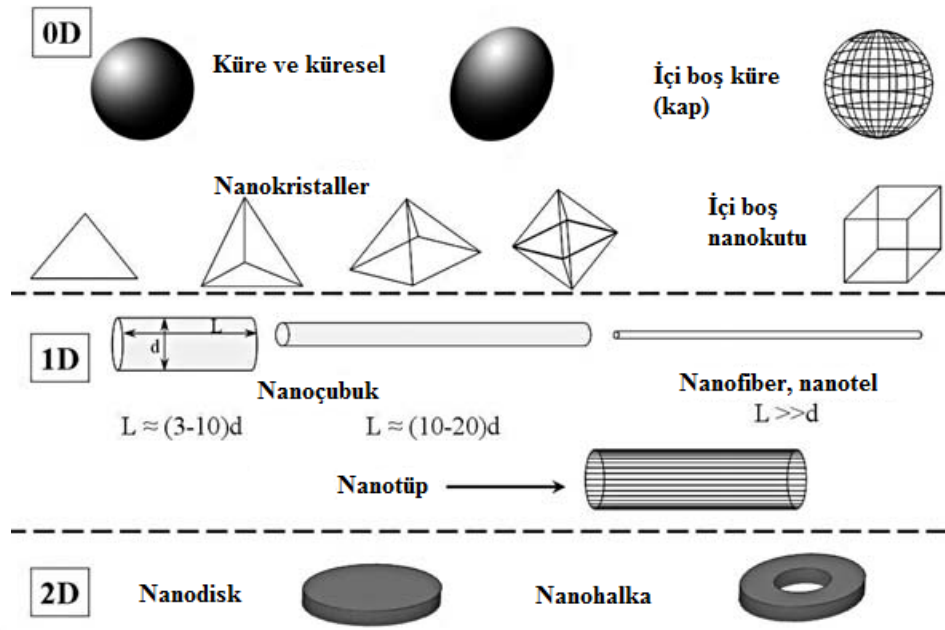 0D
Küre ve küresel
İçi boş küre
(kap)
Nanokristaller
İçi boş
nanokutu
1D
L
d
Nanoçubuk
Nanofiber, nanotel
L ≈ (3-10)d
L ≈ (10-20)d
L >>d
Nanotüp
2D
Nanodisk
Nanohalka